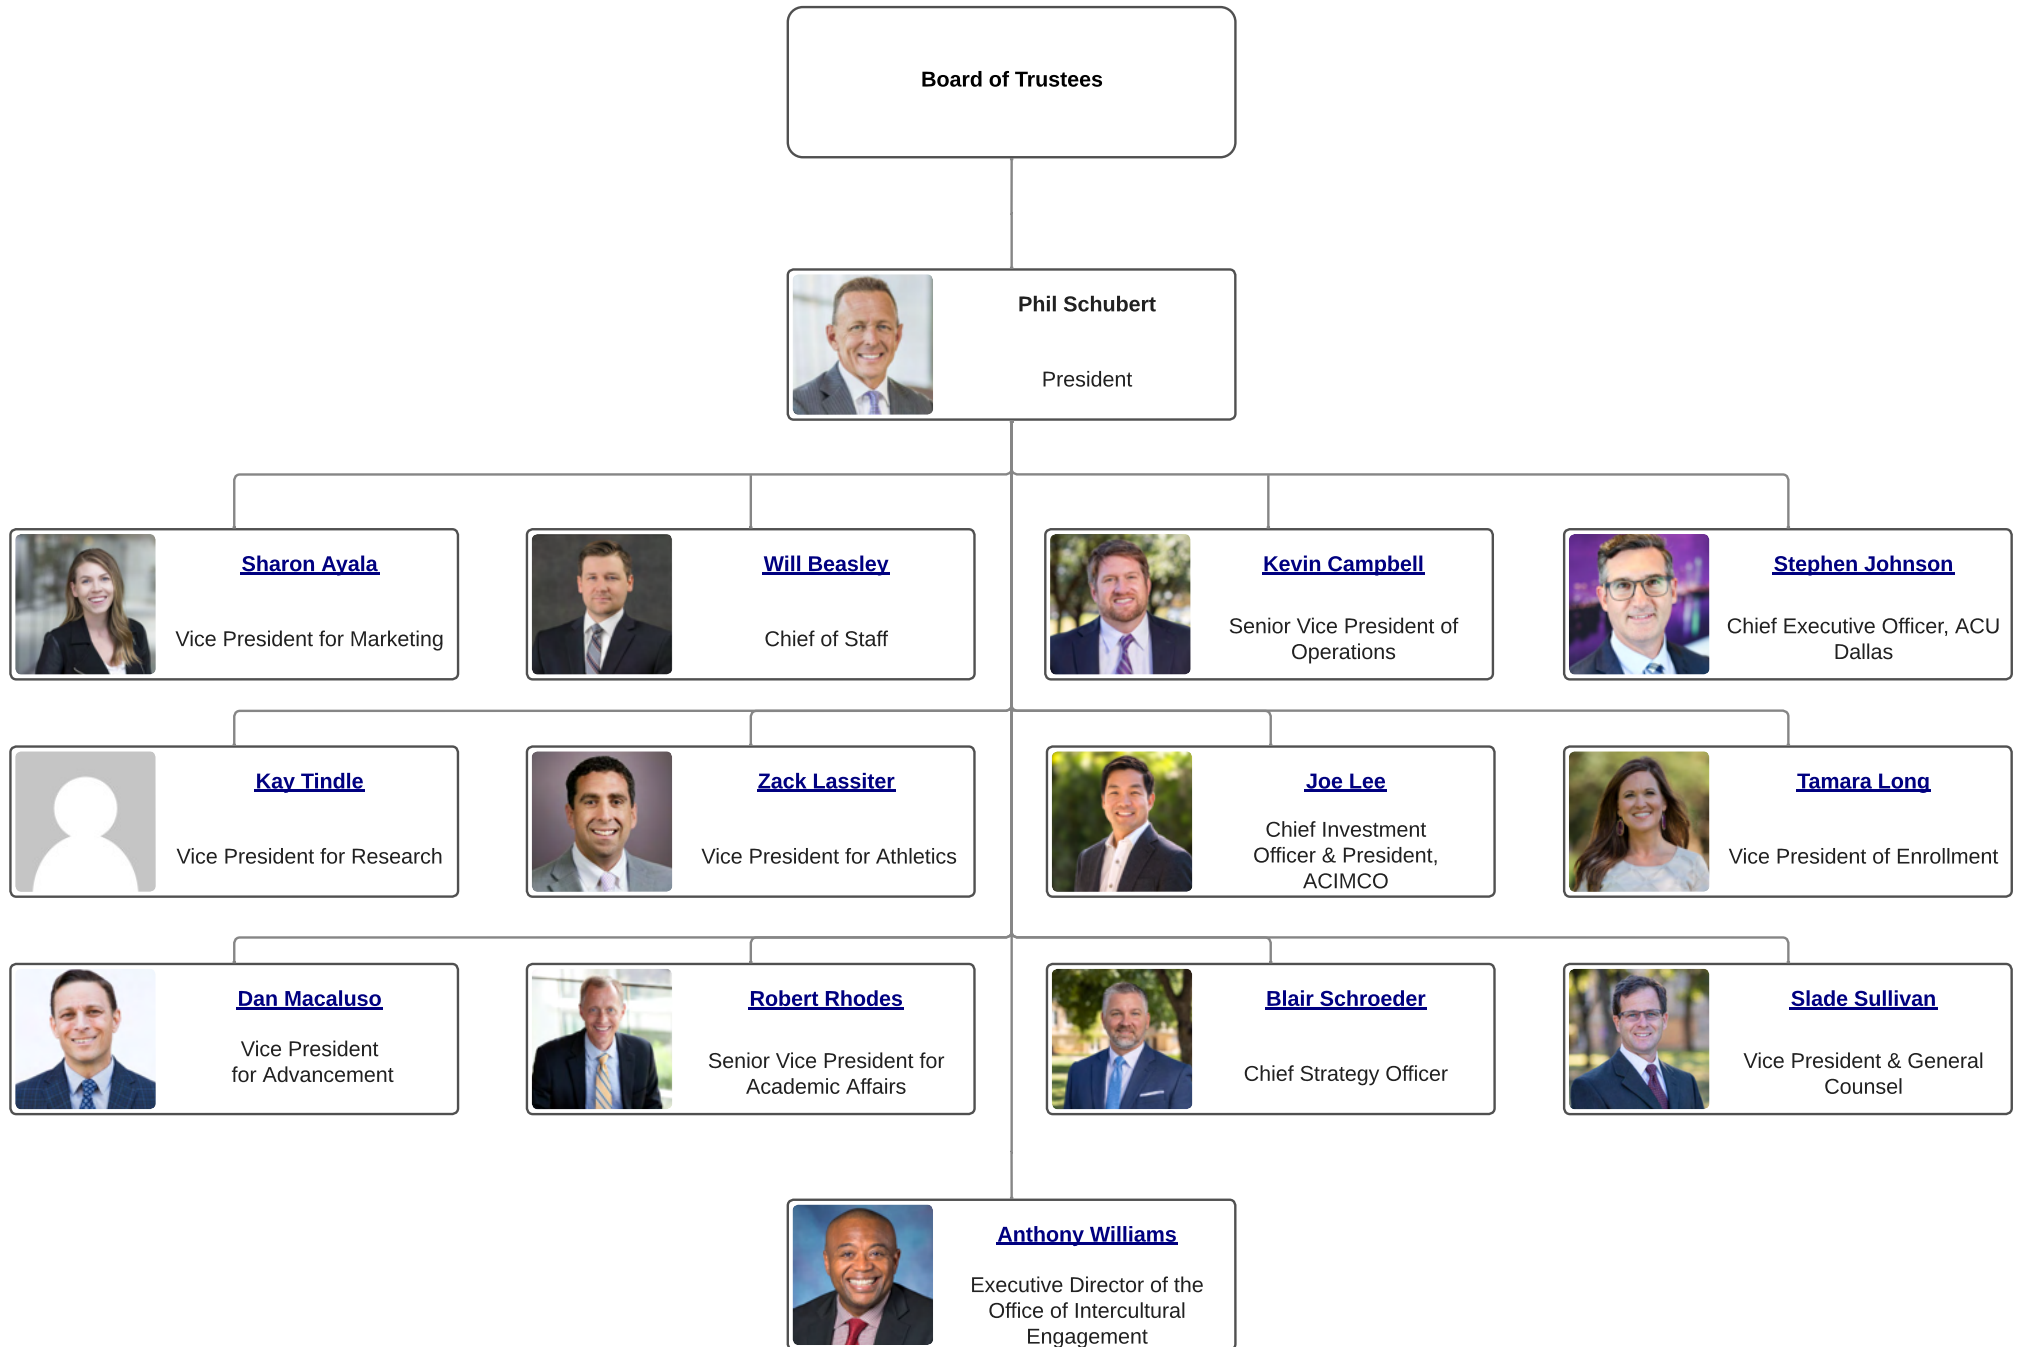 Board of Trustees
Phil Schubert
President
Sharon Ayala
Vice President for Marketing
Will Beasley
Chief of Staff
Kevin Campbell
Senior Vice President of
Operations
Stephen Johnson
Chief Executive Officer, ACU
Dallas
Kay Tindle
Vice President for Research
Zack Lassiter
Vice President for Athletics
Joe Lee
Chief Investment
Officer & President,
ACIMCO
Tamara Long
Vice President of Enrollment
Dan Macaluso
Vice President
for Advancement
Robert Rhodes
Senior Vice President for
Academic Affairs
Blair Schroeder
Chief Strategy Officer
Slade Sullivan
Vice President & General
Counsel
Anthony Williams
Executive Director of the
Office of Intercultural
Engagement